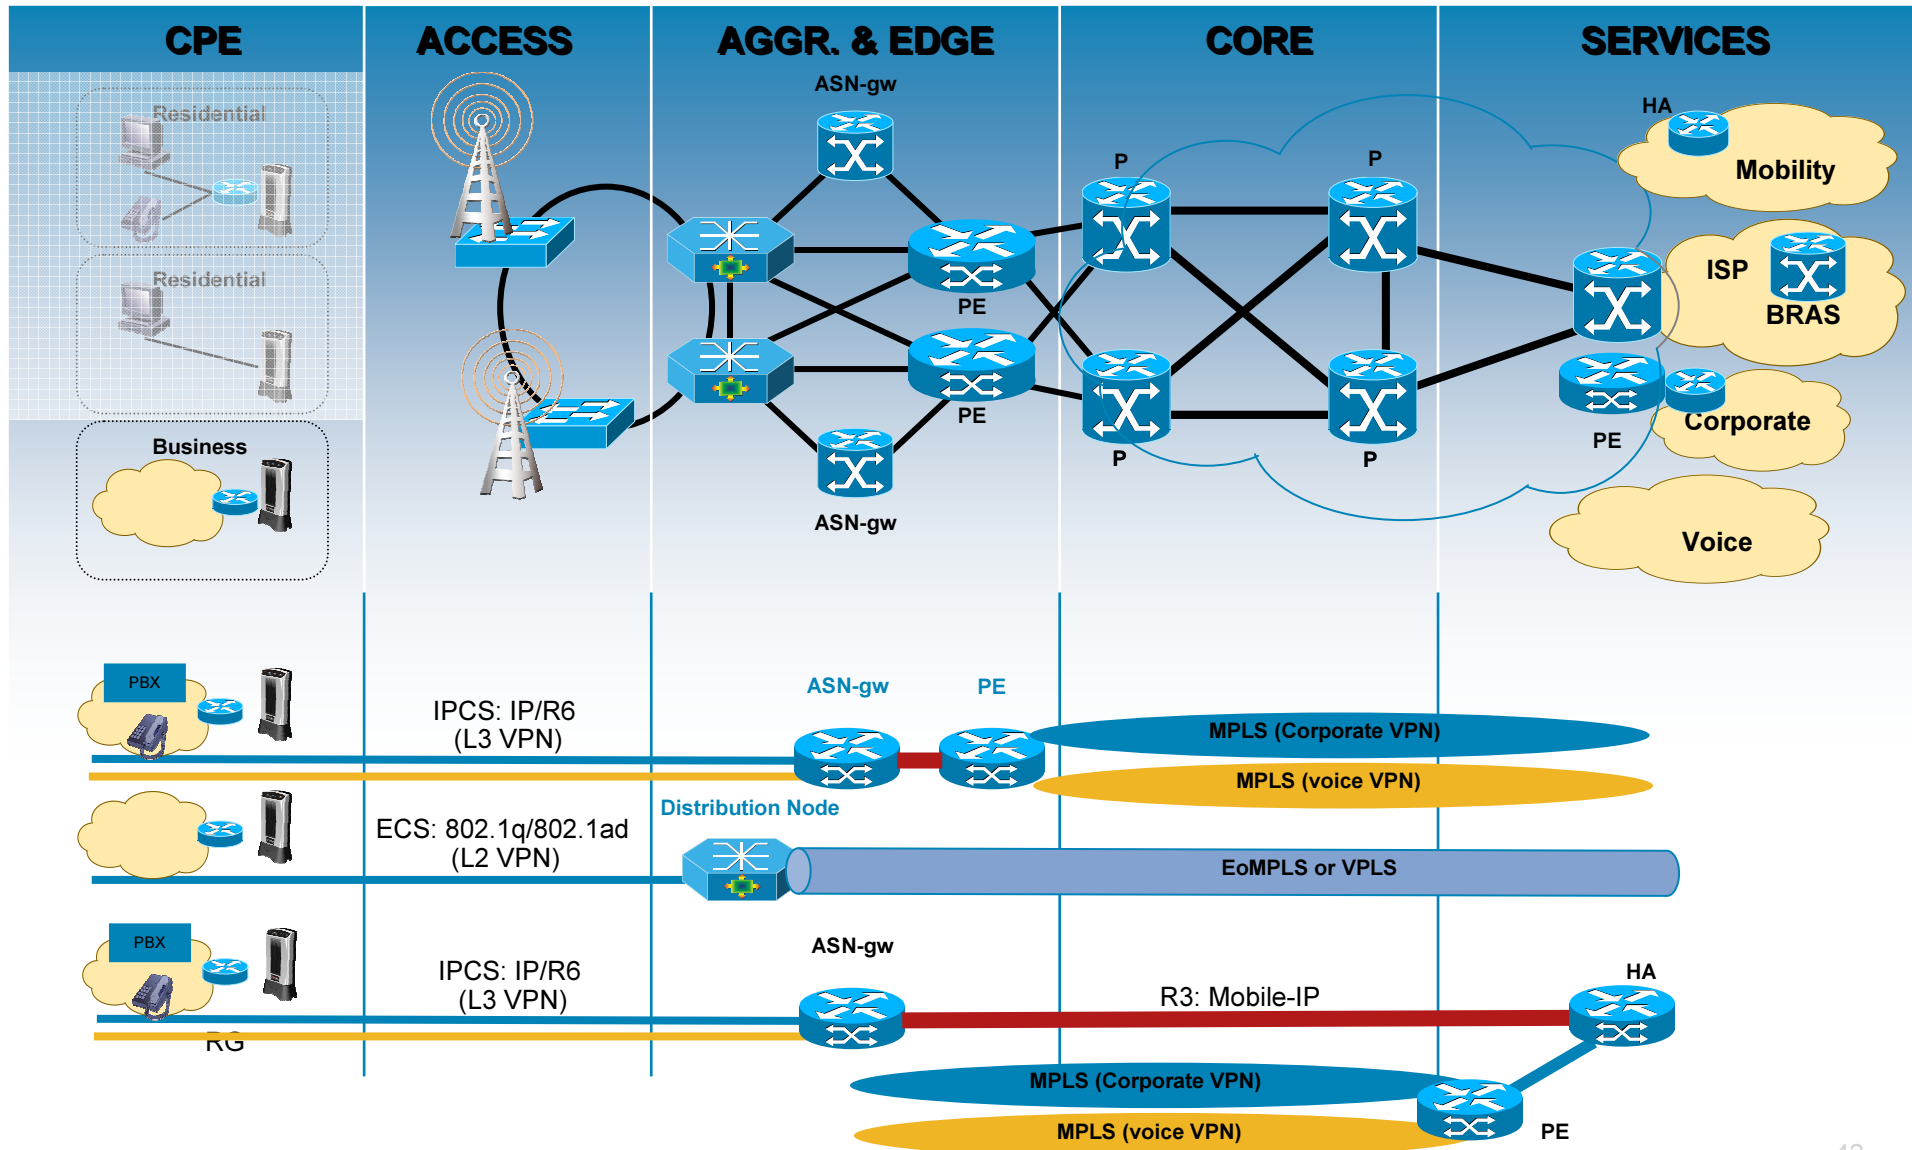 CPE
ACCESS
AGGR. & EDGE
CORE
SERVICES
Residential
Residential
Business
ASN-gw
PE
PE
ASN-gw
P
P
P
P
HA
Mobility
ISP
BRAS
Corporate
PE
Voice
PBX
IPCS: IP/R6
(L3 VPN)
ASN-gw
PE
MPLS (Corporate VPN)
MPLS (voice VPN)
ECS: 802.1q/802.1ad
(L2 VPN)
Distribution Node
EoMPLS or VPLS
PBX
RG
IPCS: IP/R6
(L3 VPN)
ASN-gw
R3: Mobile-IP
HA
MPLS (Corporate VPN)
MPLS (voice VPN)
PE